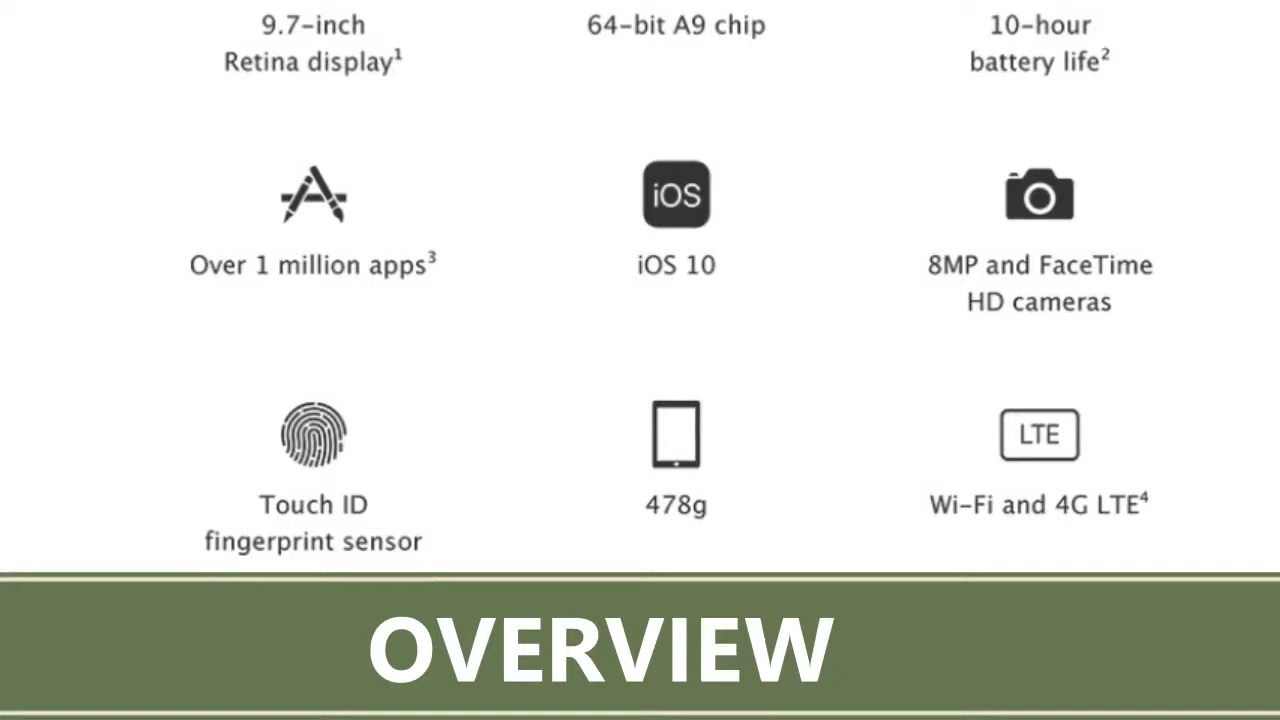 9.7-inch
Retina display¹
64-bit A9 chip
10-hour
battery life²
Over 1 million apps³
iOS
iOS 10
8MP and FaceTime
HD cameras
Touch ID
fingerprint sensor
478g
LTE
Wi-Fi and 4G LTE⁴
OVERVIEW